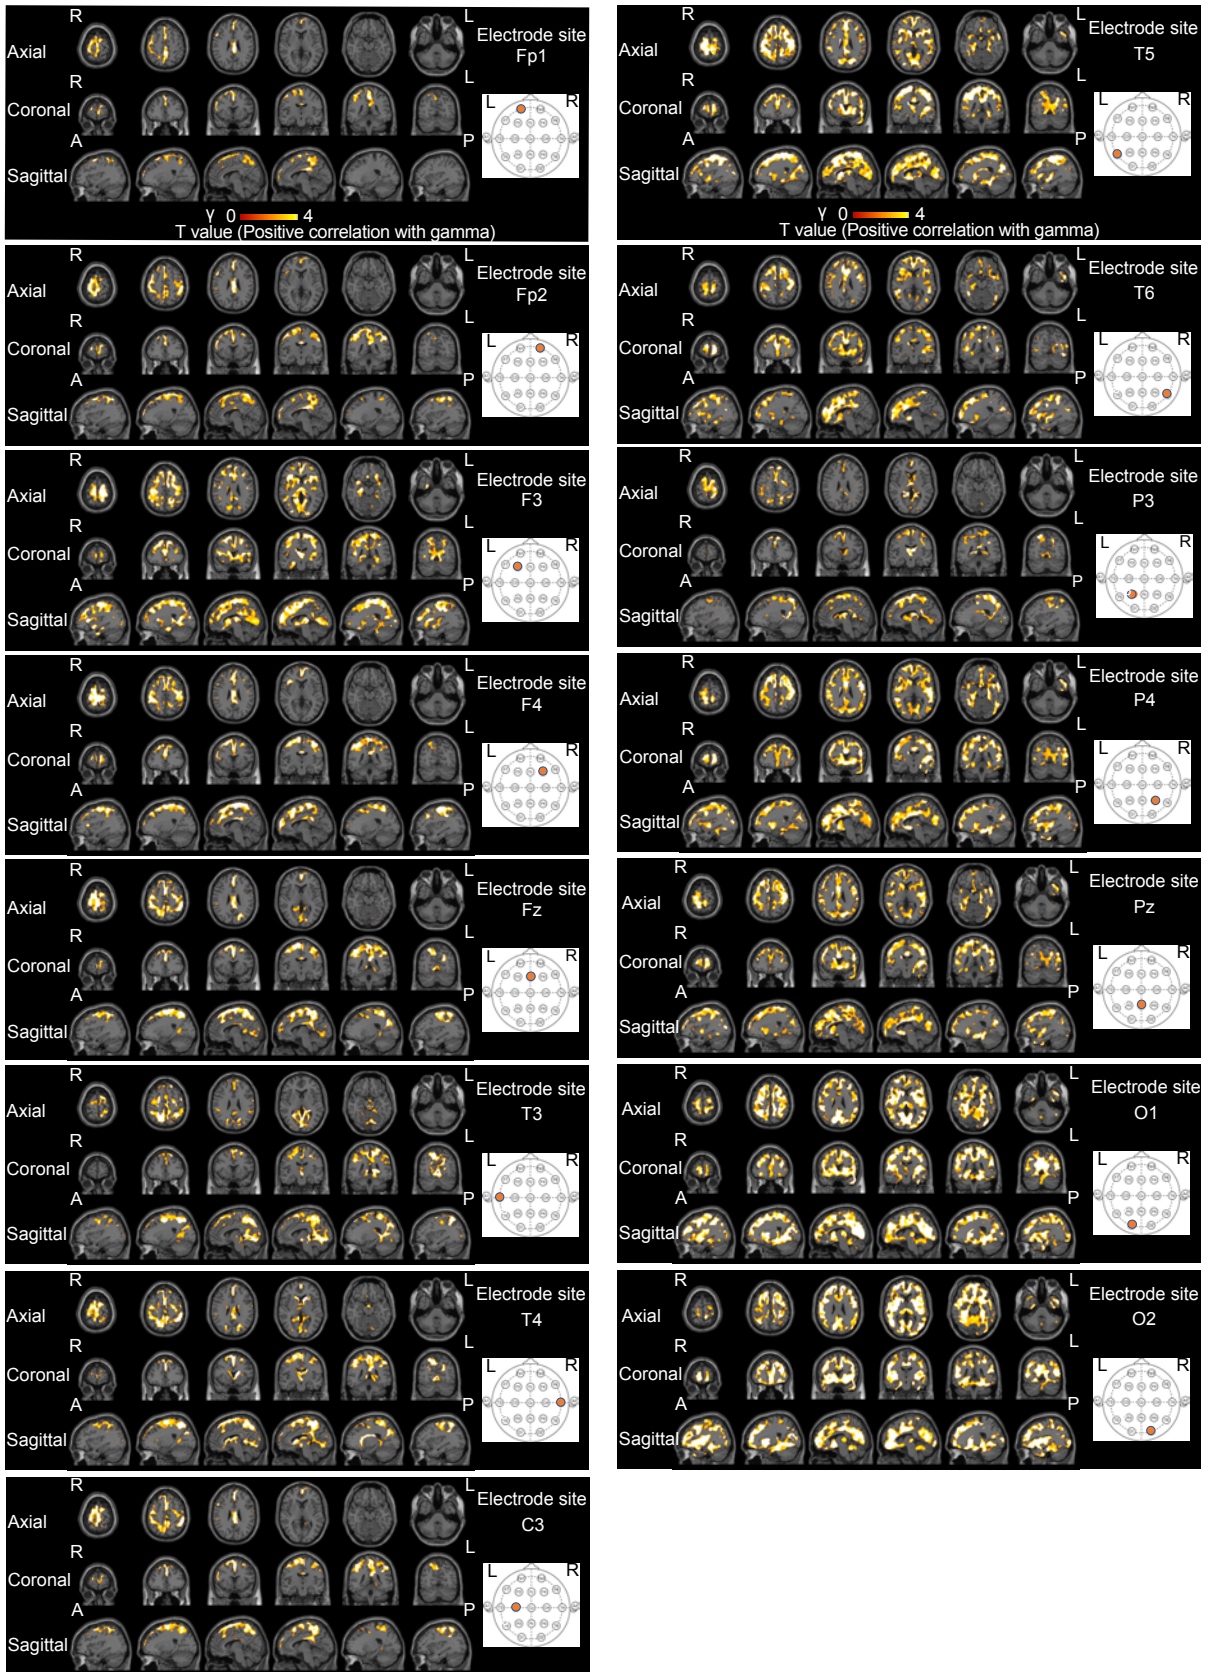 R L Electrode site
Axial Fp1
R L
Coronal L R
A P
Sagittal
γ 0 4
T value (Positive correlation with gamma)
R L Electrode site
Axial Fp2
R L
Coronal L R
A P
Sagittal
R L Electrode site
Axial F3
R L
Coronal L R
A P
Sagittal
R L Electrode site
Axial F4
R L
Coronal L R
A P
Sagittal
R L Electrode site
Axial Fz
R L
Coronal L R
A P
Sagittal
R L Electrode site
Axial T3
R L
Coronal L R
A P
Sagittal
R L Electrode site
Axial T4
R L
Coronal L R
A P
Sagittal
R L Electrode site
Axial C3
R L
Coronal L R
A P
Sagittal
R L Electrode site
Axial T5
R L
Coronal L R
A P
Sagittal
γ 0 4
T value (Positive correlation with gamma)
R L Electrode site
Axial T6
R L
Coronal L R
A P
Sagittal
R L Electrode site
Axial P3
R L
Coronal L R
A P
Sagittal
R L Electrode site
Axial P4
R L
Coronal L R
A P
Sagittal
R L Electrode site
Axial Pz
R L
Coronal L R
A P
Sagittal
R L Electrode site
Axial O1
R L
Coronal L R
A P
Sagittal
R L Electrode site
Axial O2
R L
Coronal L R
A P
Sagittal